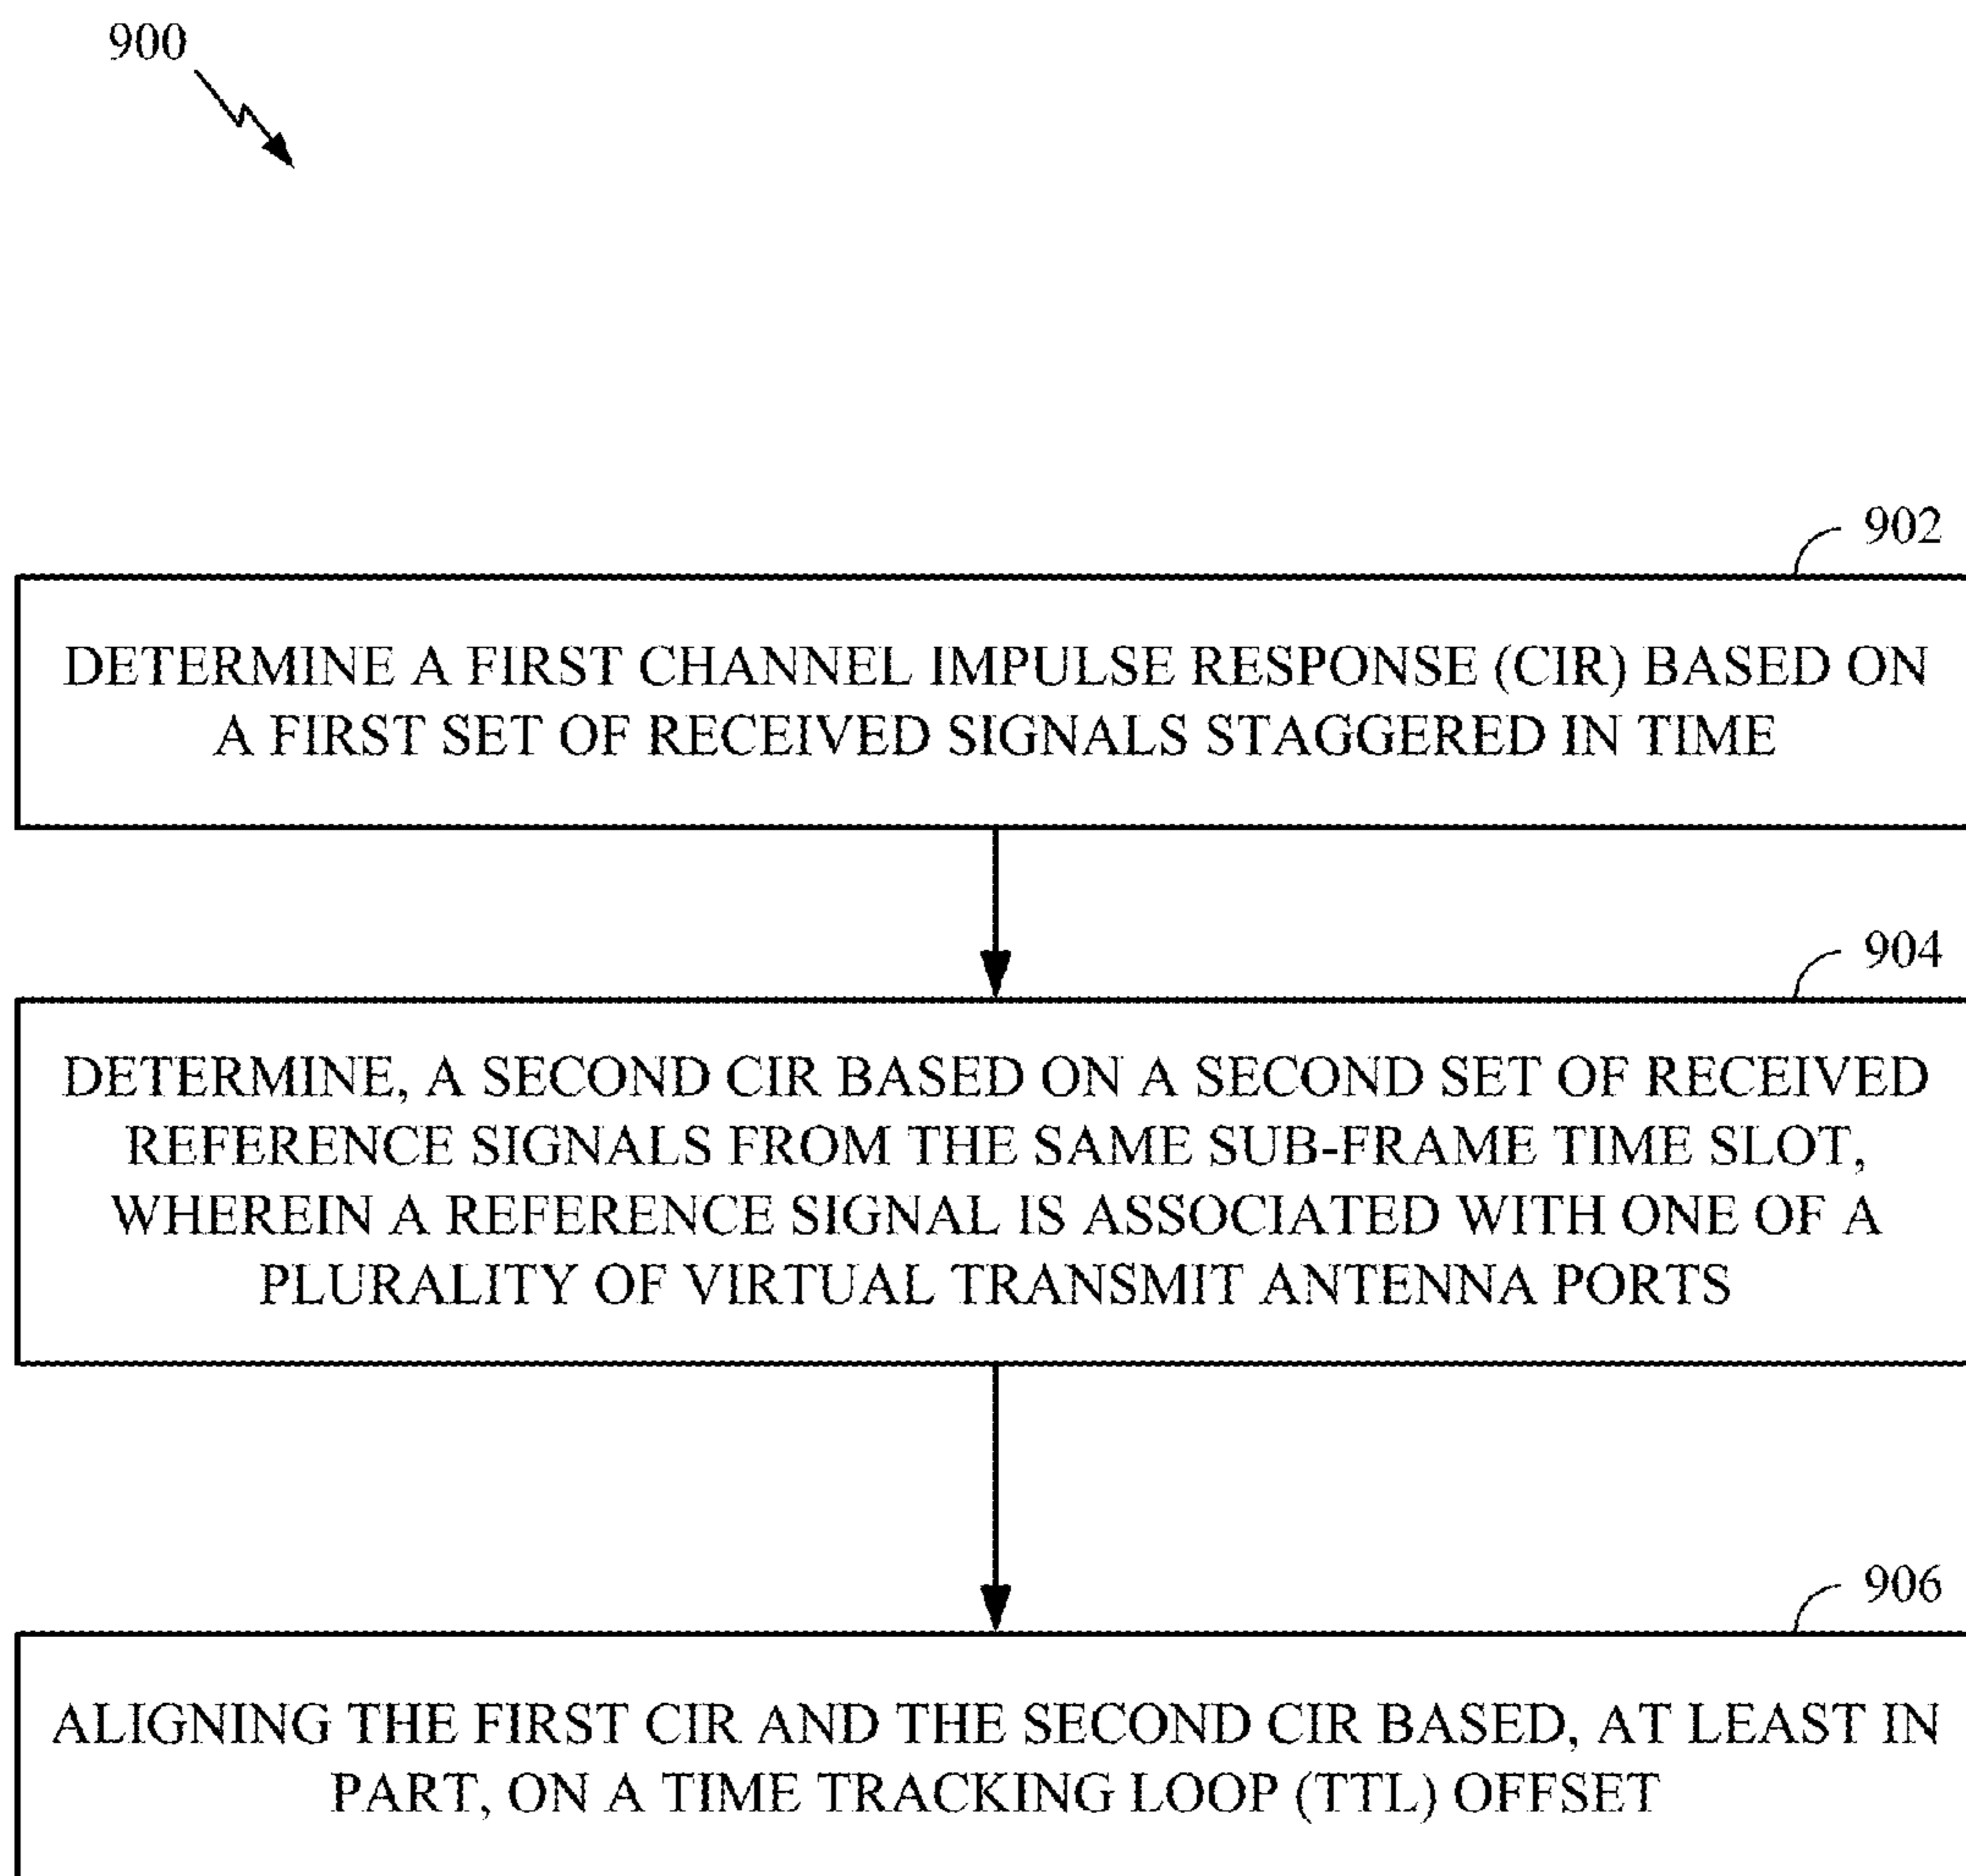 900
902
DETERMINE A FIRST CHANNEL IMPULSE RESPONSE (CIR) BASED ON
A FIRST SET OF RECEIVED SIGNALS STAGGERED IN TIME
904
DETERMINE, A SECOND CIR BASED ON A SECOND SET OF RECEIVED
REFERENCE SIGNALS FROM THE SAME SUB-FRAME TIME SLOT,
WHEREIN A REFERENCE SIGNAL IS ASSOCIATED WITH ONE OF A
PLURALITY OF VIRTUAL TRANSMIT ANTENNA PORTS
906
ALIGNING THE FIRST CIR AND THE SECOND CIR BASED, AT LEAST IN
PART, ON A TIME TRACKING LOOP (TTL) OFFSET